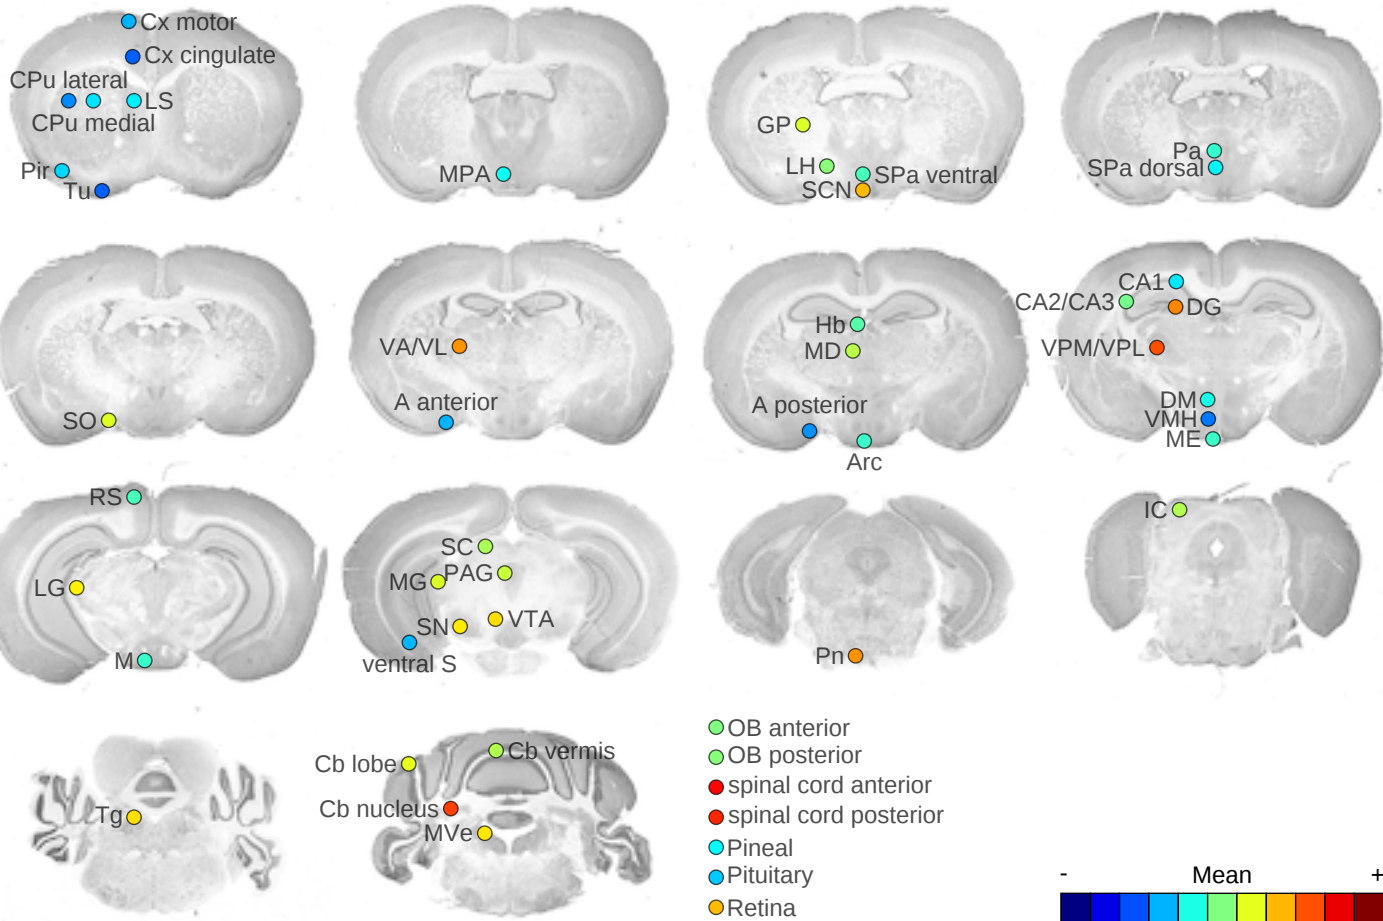 Cx motor
Cx cingulate
CPu lateral
LS
CPu medial
Pir
Tu
MPA
GP
LH
SPa ventral
SCN
Pa
SPa dorsal
SO
VA/VL
A anterior
Hb
MD
A posterior
Arc
CA1
CA2/CA3
DG
VPM/VPL
DM
VMH
ME
RS
LG
M
SC
PAG
MG
SN
VTA
ventral S
Pn
IC
Tg
Cb lobe
Cb vermis
Cb nucleus
MVe
OB anterior
OB posterior
spinal cord anterior
spinal cord posterior
Pineal
Pituitary
Retina
- Mean +